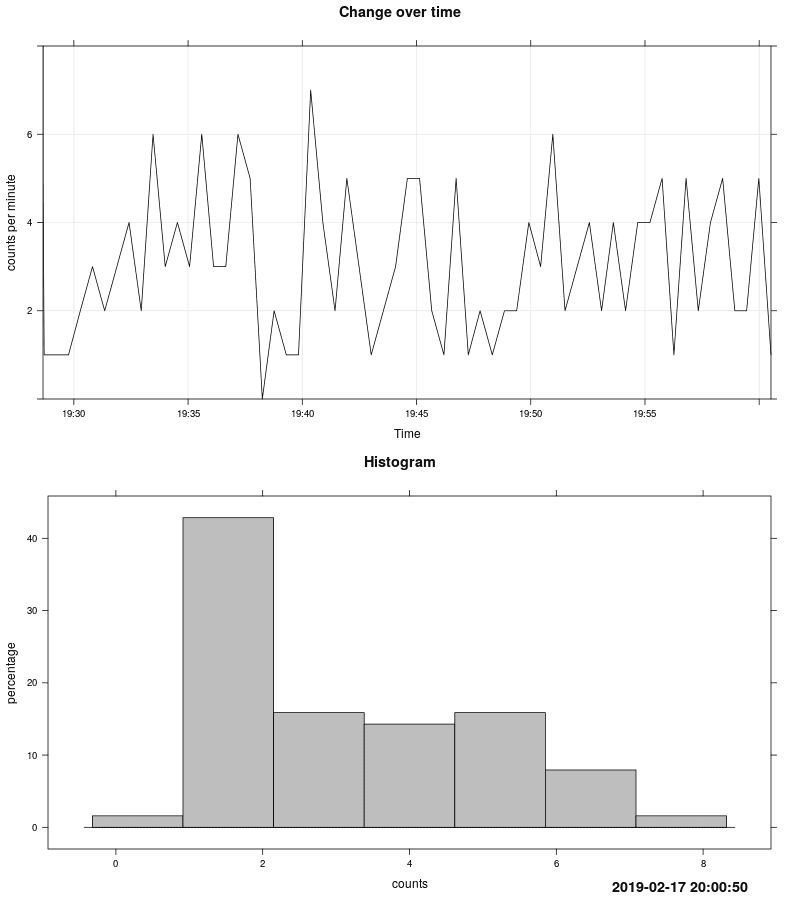 Change over time
counts per minute
6
4
2
19:30 19:35 19:40 19:45 19:50 19:55
Time
Histogram
percentage
40
30
20
10
0
0 2 4 6 8
counts
2019-02-17 20:00:50